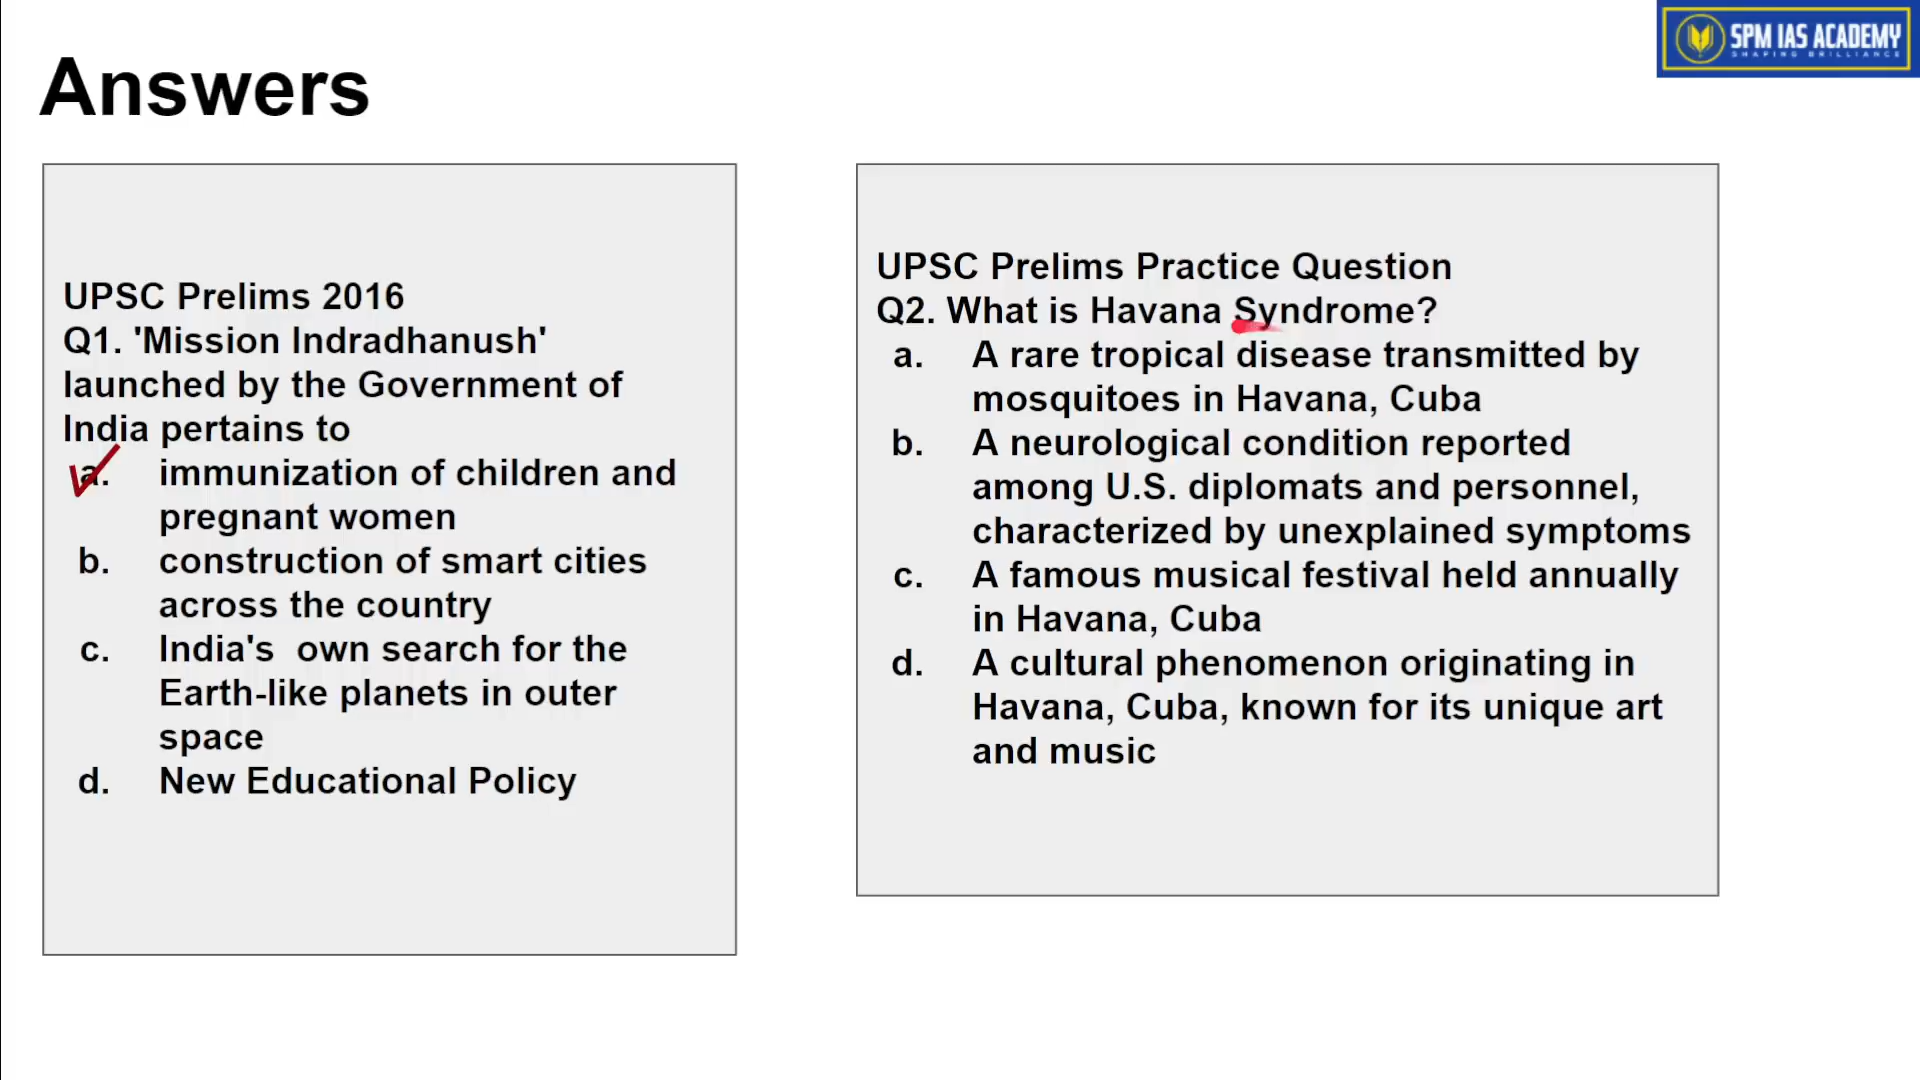 SPM IAS ACADEMY
SHAPING BRILLIANCE
Answers
UPSC Prelims 2016
Q1. 'Mission Indradhanush'
launched by the Government of
India pertains to
a. immunization of children and
pregnant women
b. construction of smart cities
across the country
c. India's  own search for the
Earth-like planets in outer
space
d. New Educational Policy
UPSC Prelims Practice Question
Q2. What is Havana Syndrome?
a. A rare tropical disease transmitted by
mosquitoes in Havana, Cuba
b. A neurological condition reported
among U.S. diplomats and personnel,
characterized by unexplained symptoms
c. A famous musical festival held annually
in Havana, Cuba
d. A cultural phenomenon originating in
Havana, Cuba, known for its unique art
and music